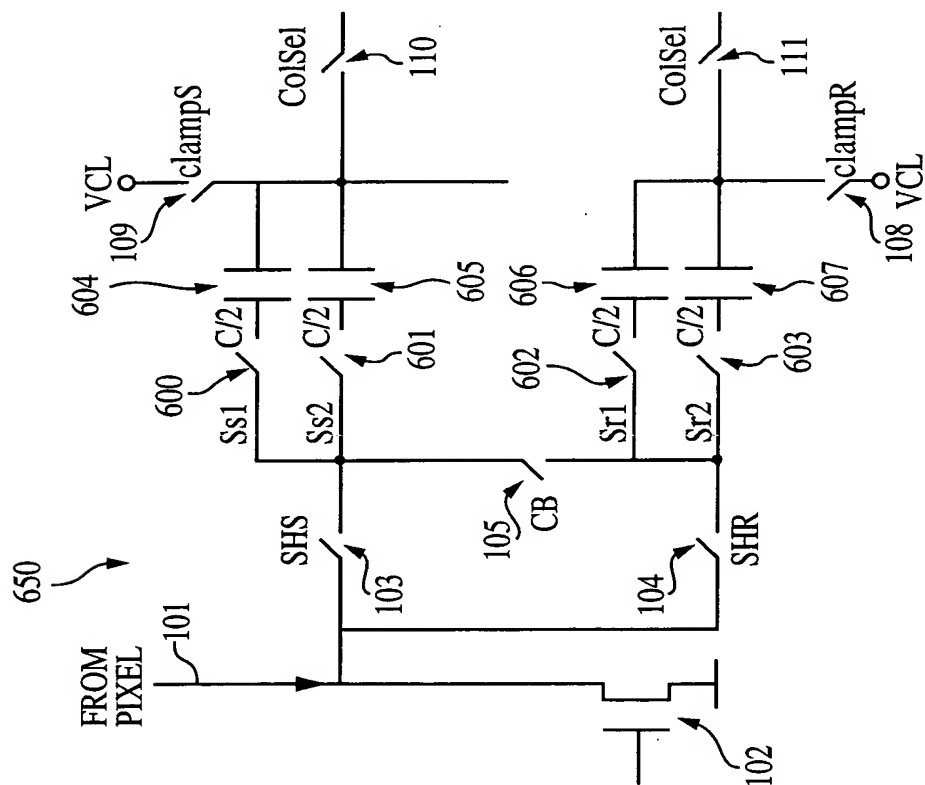 650
FROM
PIXEL
101
102
SHS
103
104
SHR
105
CB
Ss1
600
C/2
604
Ss2
601
C/2
605
Sr1
602
C/2
606
Sr2
603
C/2
607
VCL
109
clampS
ColSel
110
ColSel
111
clampR
108
VCL